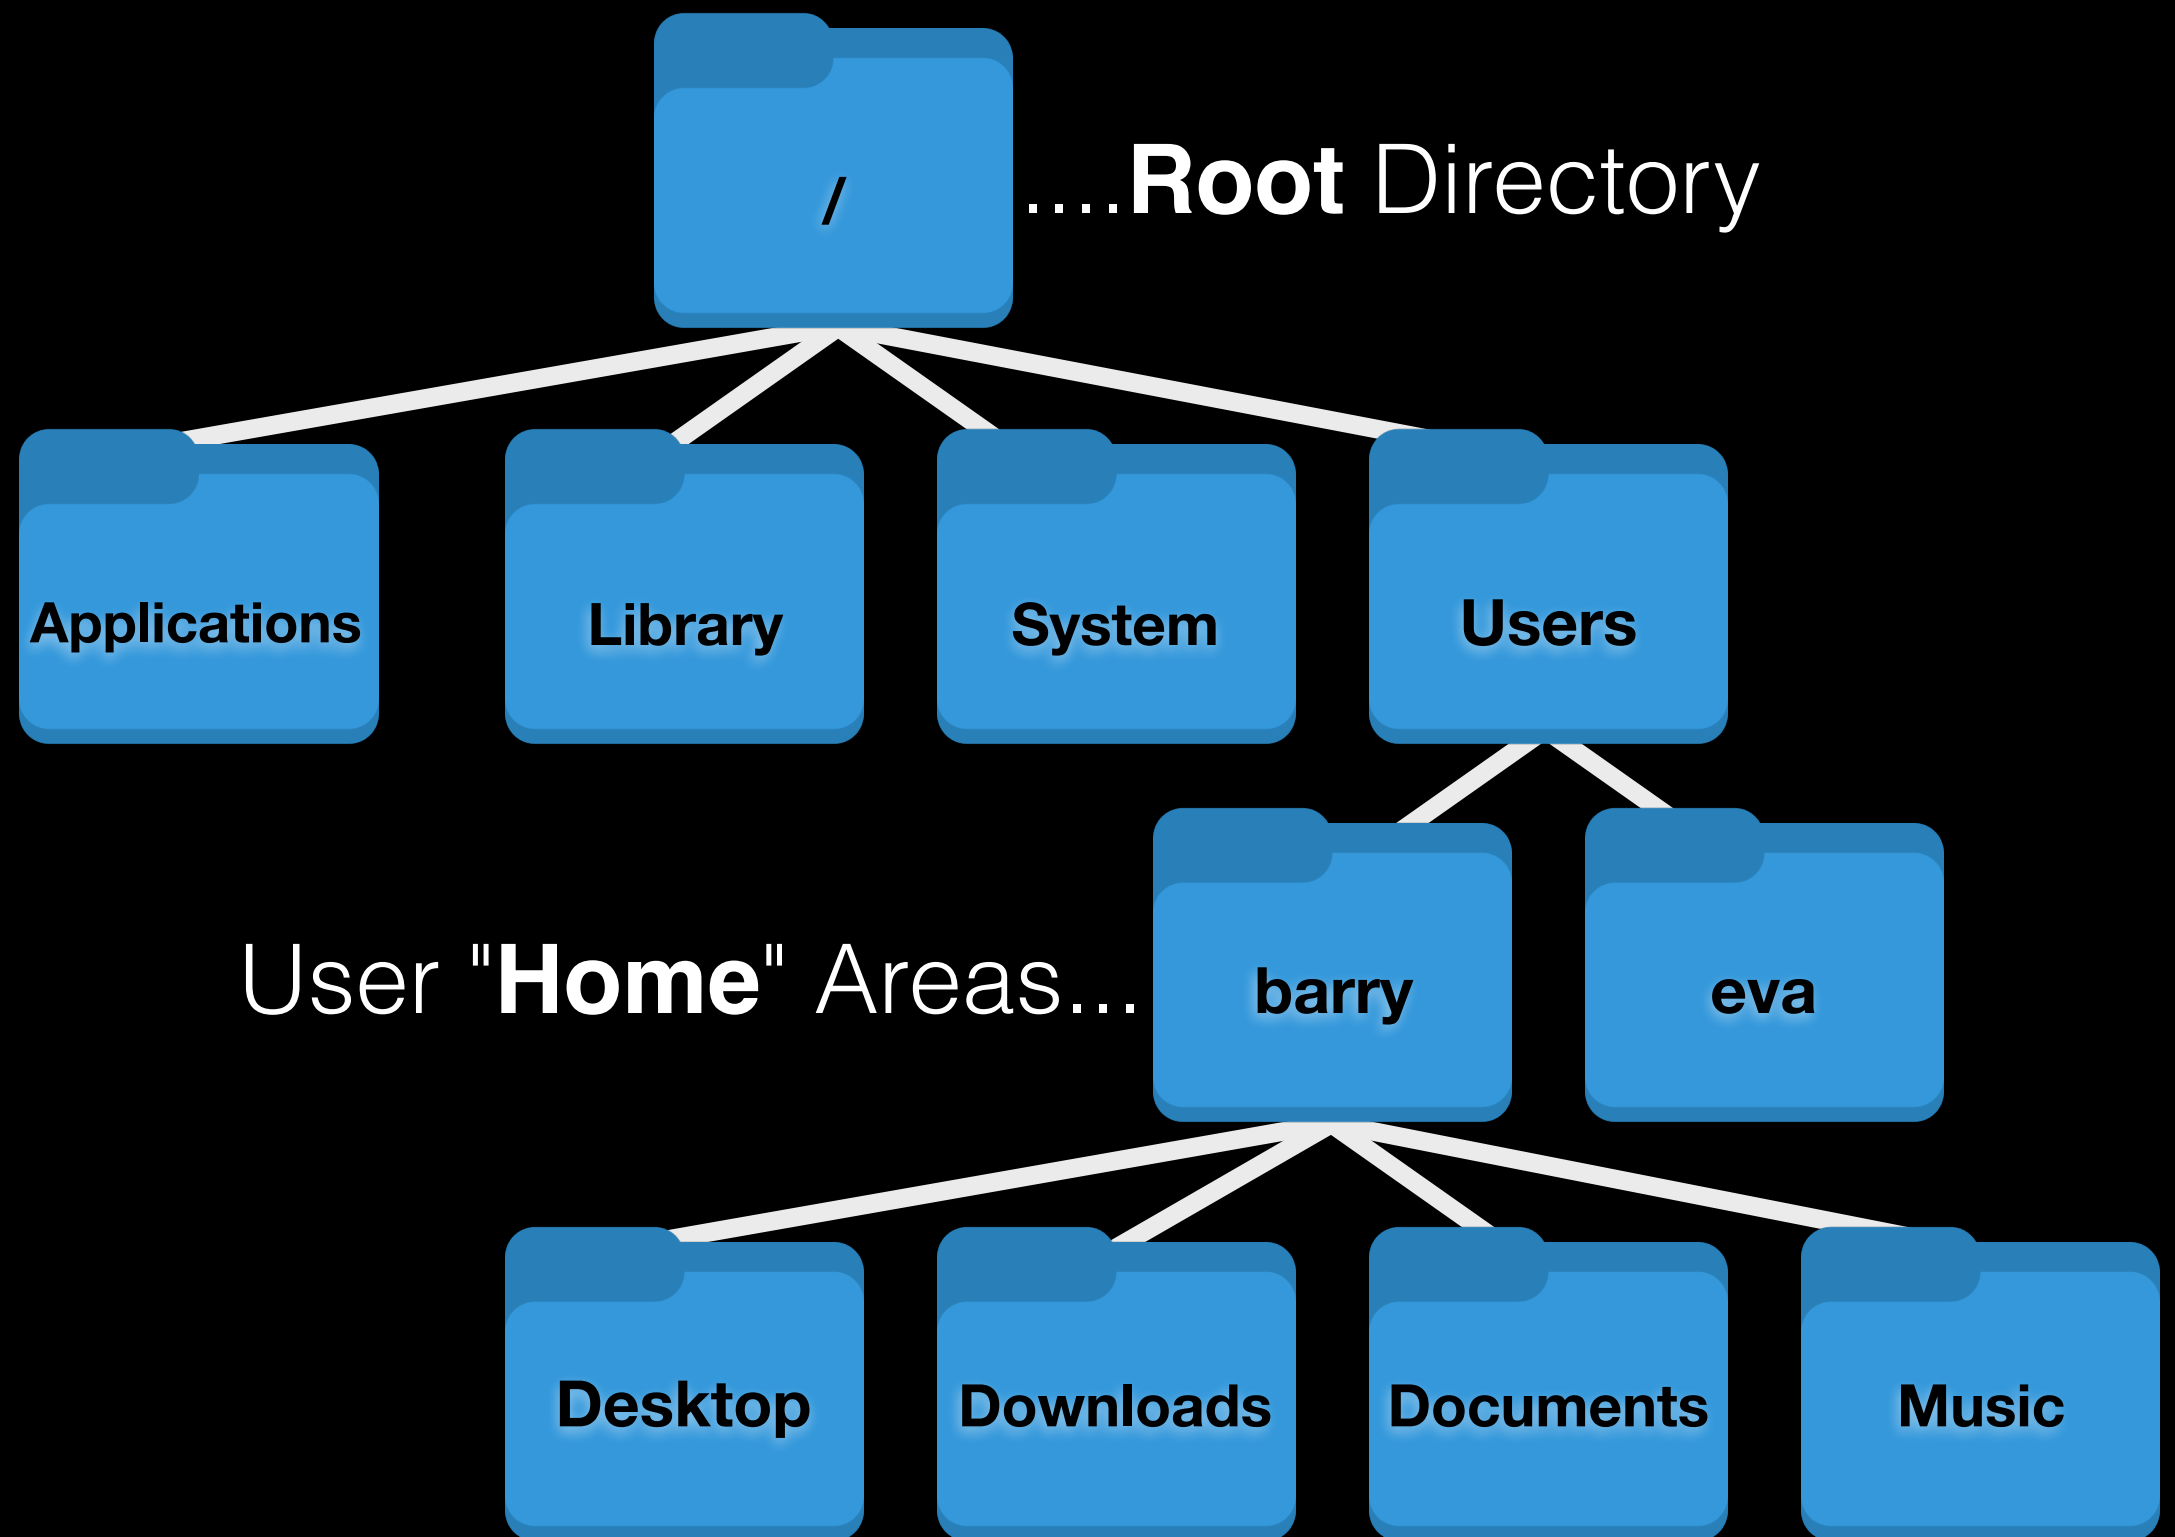 /
....Root Directory
Applications
Library
System
Users
User "Home" Areas...
barry
eva
Desktop
Downloads
Documents
Music